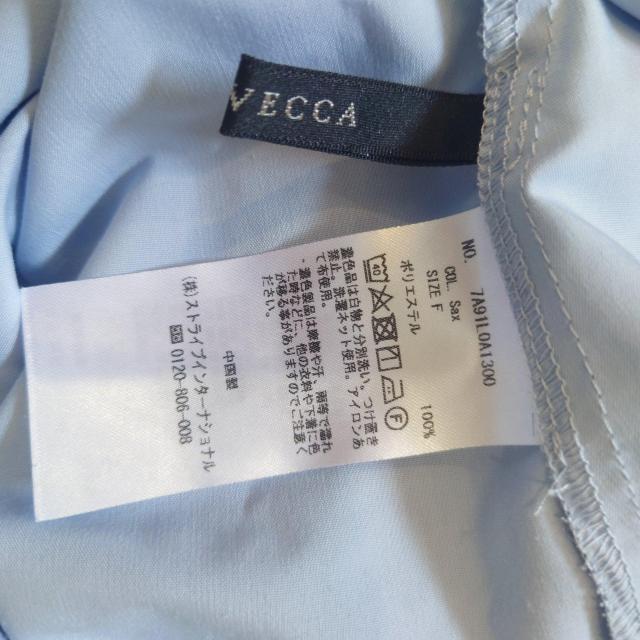 VECCA
NO. 7A91L0A1300
COL. Sax
SIZE F
ポリエステル 100%
濃色品は白物と分別洗い。つけ置き
禁止。洗濯ネット使用。アイロンあ
て布使用。
・濃色製品は摩擦や汗、雨等で濡れ
たときなどに、他の衣料や下着に色
が移る事がありますのでご注意く
ださい。
中国製
(株)ストライプインターナショナル
0120-806-008